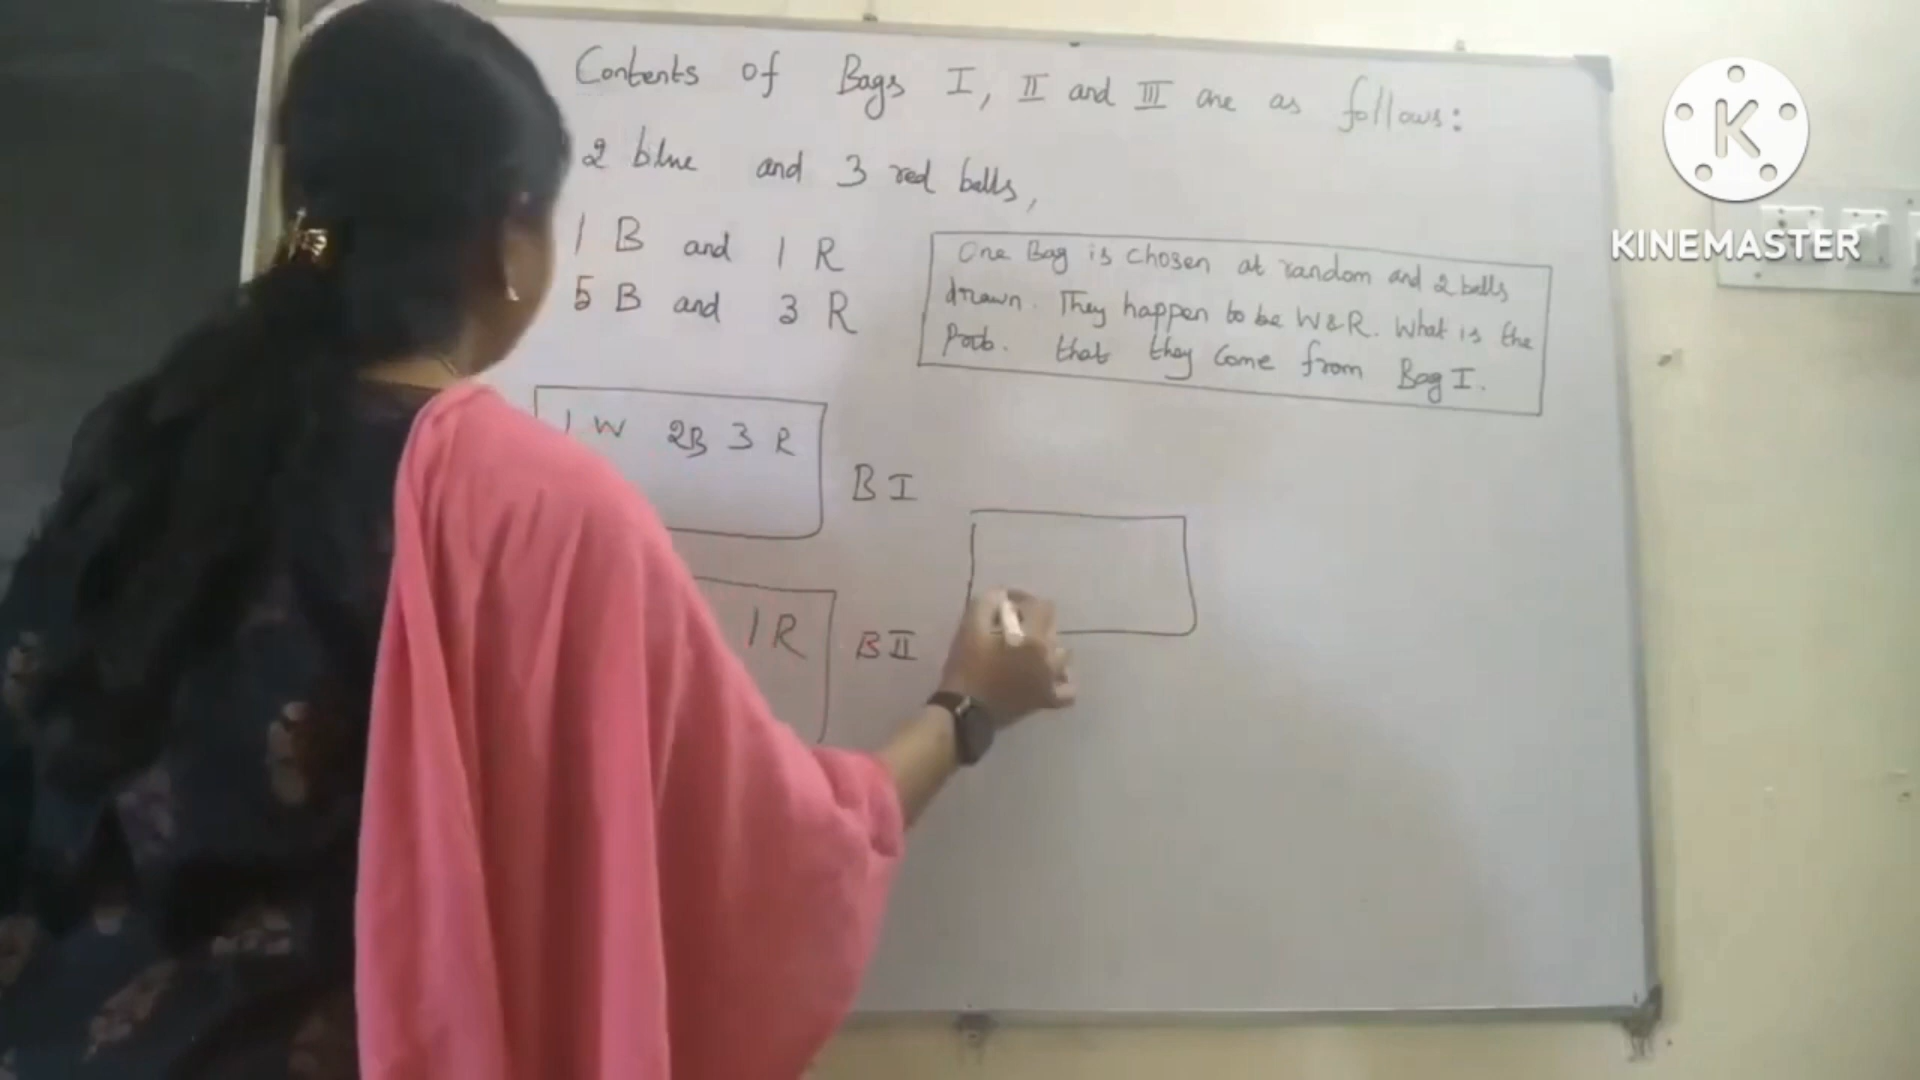 Contents of Bags I, II and III are as follows:
2 blue and 3 red balls,
1 B and 1 R
5 B and 3 R
One Bag is chosen at random and 2 balls
drawn. They happen to be W & R. What is the
Prob. that they Come from Bag I.
1 W 2B 3 R
B I
1 R
B II
K
KINEMASTER